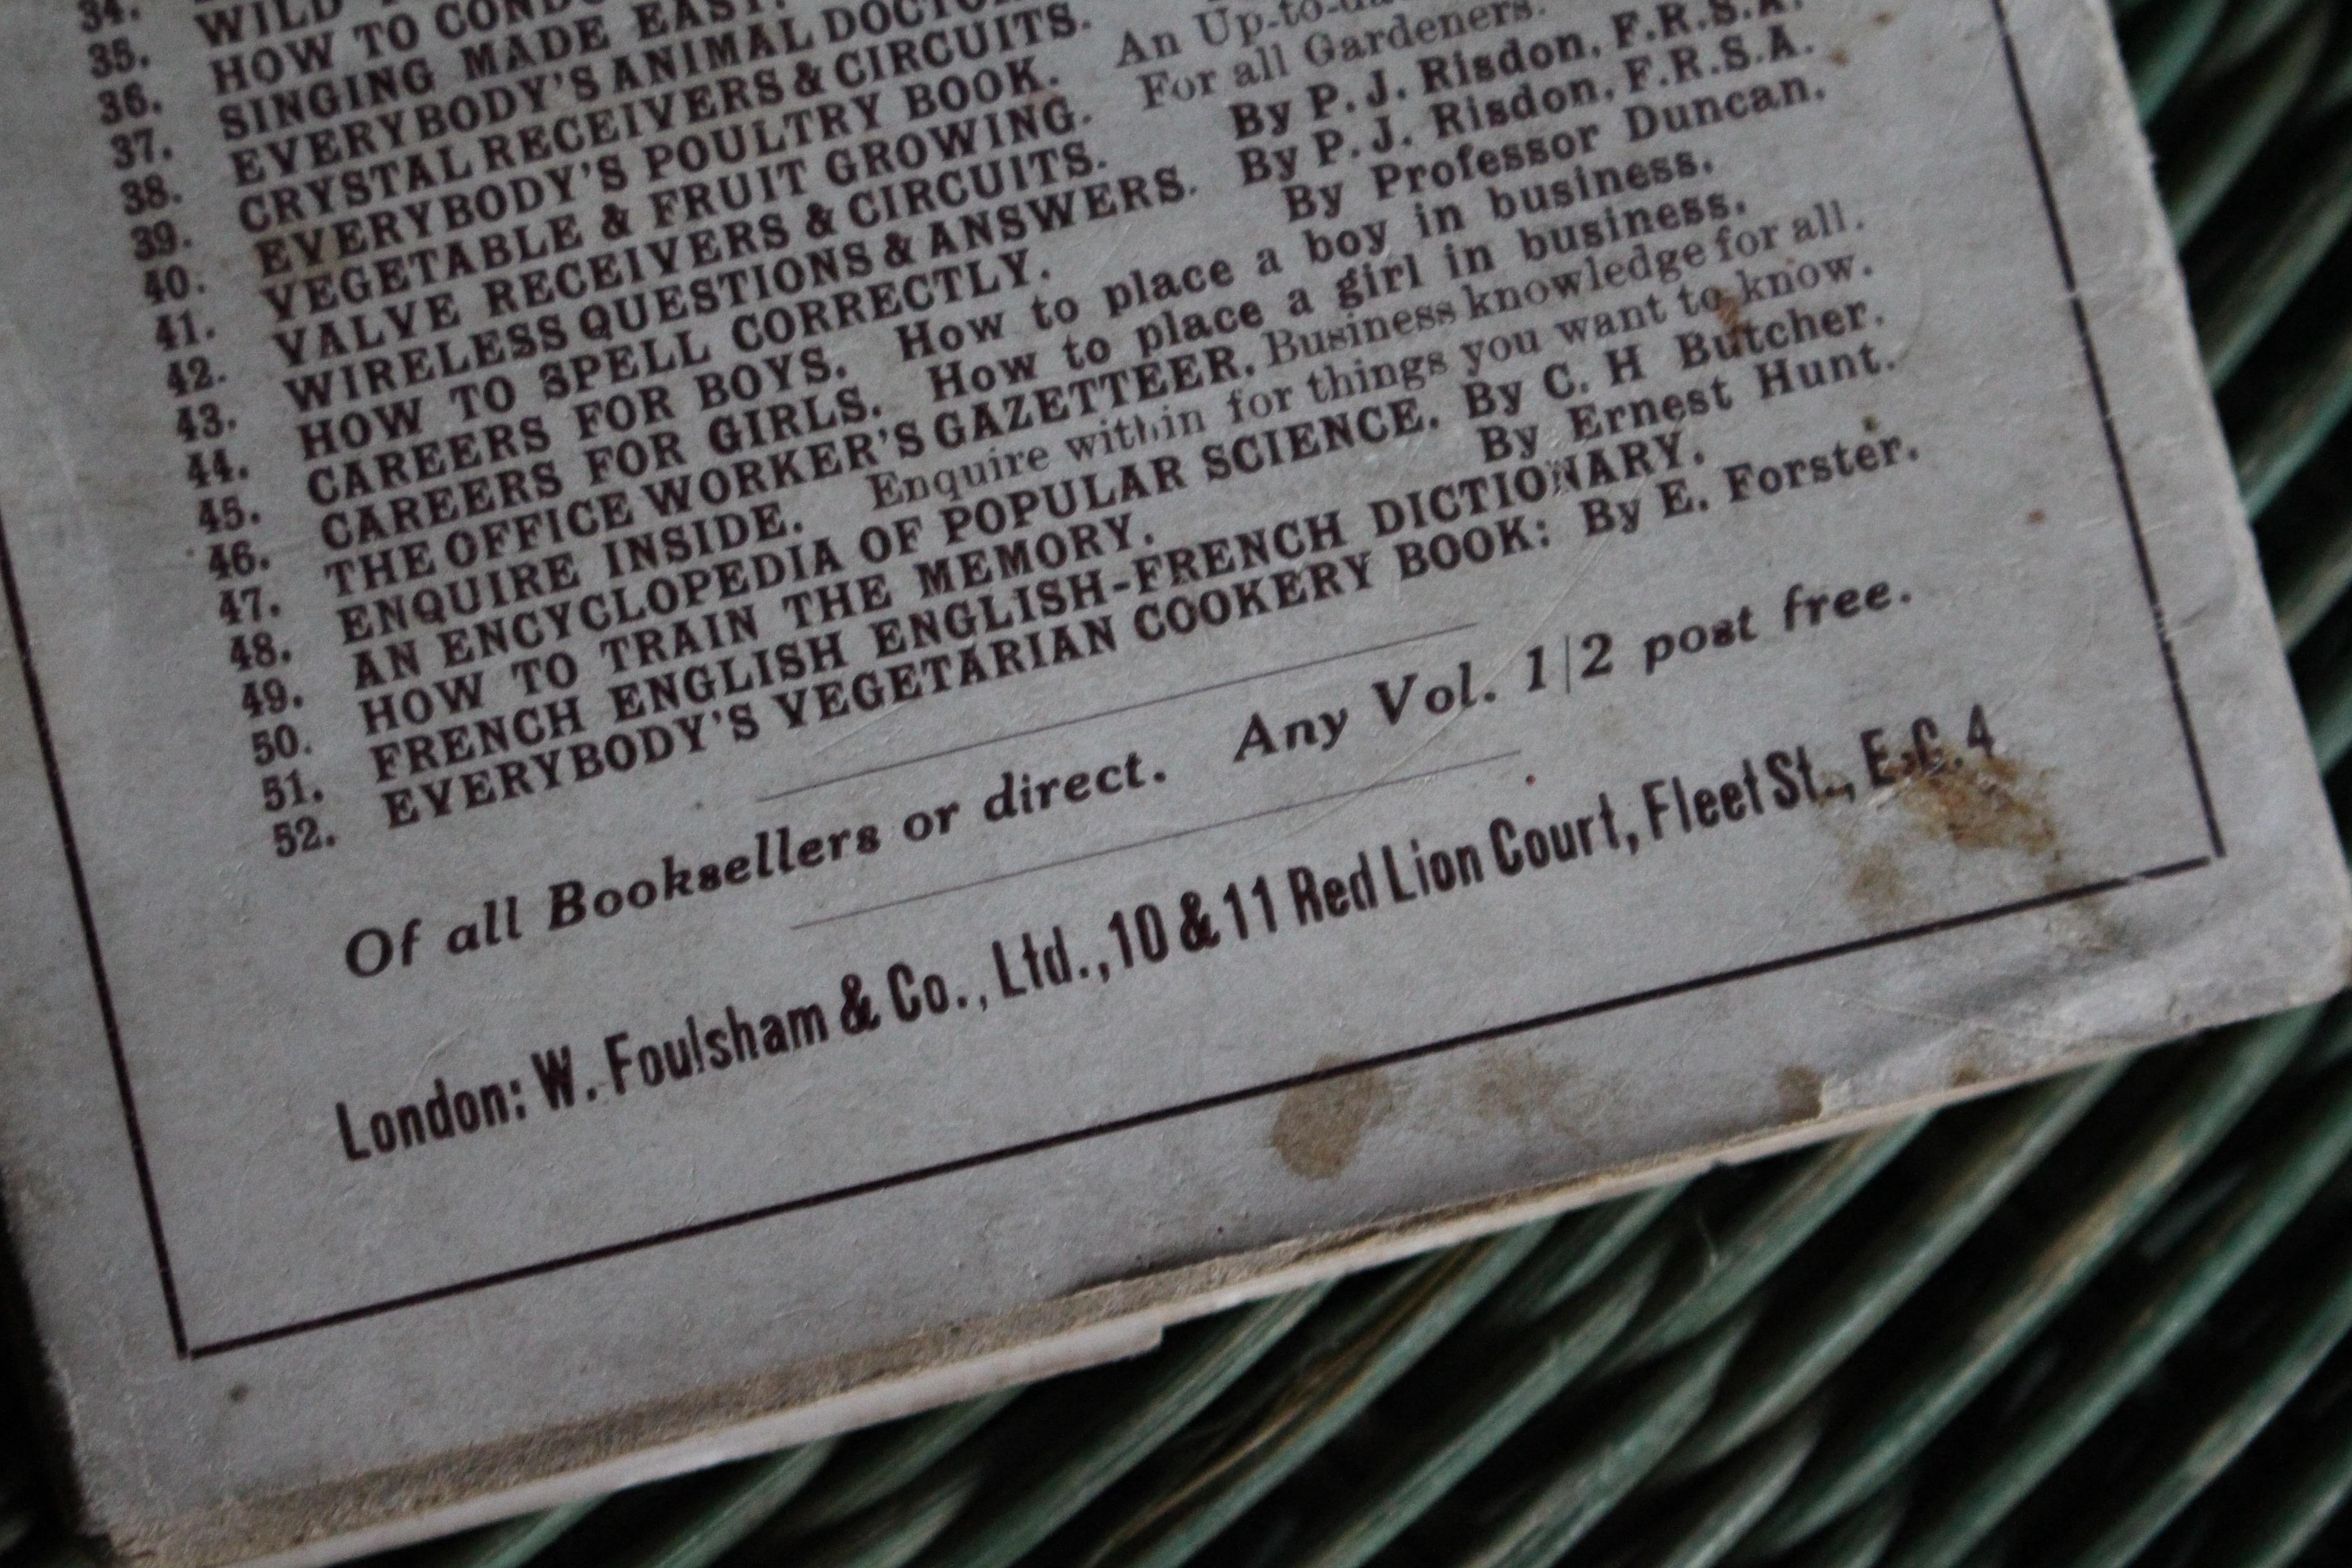 34.
35. WILD
36. HOW TO
37. SINGING MADE EASY.
38. EVERYBODY'S ANIMAL
39. CRYSTAL RECEIVERS & CIRCUITS.
40. EVERYBODY'S POULTRY BOOK. An
41. VEGETABLE & FRUIT GROWING. For all Gardeners.
42. VALVE RECEIVERS & CIRCUITS. By P. J. Risdon, F.R.S.A.
43. WIRELESS QUESTIONS & ANSWERS. By P. J. Risdon, F.R.S.A.
44. HOW TO SPELL CORRECTLY. By Professor Duncan.
45. CAREERS FOR BOYS. How to place a boy in business.
46. CAREERS FOR GIRLS. How to place a girl in business.
47. THE OFFICE WORKER'S GAZETTEER. Business knowledge for all.
48. ENQUIRE INSIDE. Enquire within for things you want to know.
49. AN ENCYCLOPEDIA OF POPULAR SCIENCE. By C. H Butcher.
50. HOW TO TRAIN THE MEMORY. By Ernest Hunt.
51. FRENCH ENGLISH ENGLISH-FRENCH DICTIONARY.
52. EVERYBODY'S VEGETARIAN COOKERY BOOK: By E. Forster.
Of all Booksellers or direct. Any Vol. 1/2 post free.
London: W. Foulsham & Co., Ltd., 10 & 11 Red Lion Court, Fleet St., E.C. 4